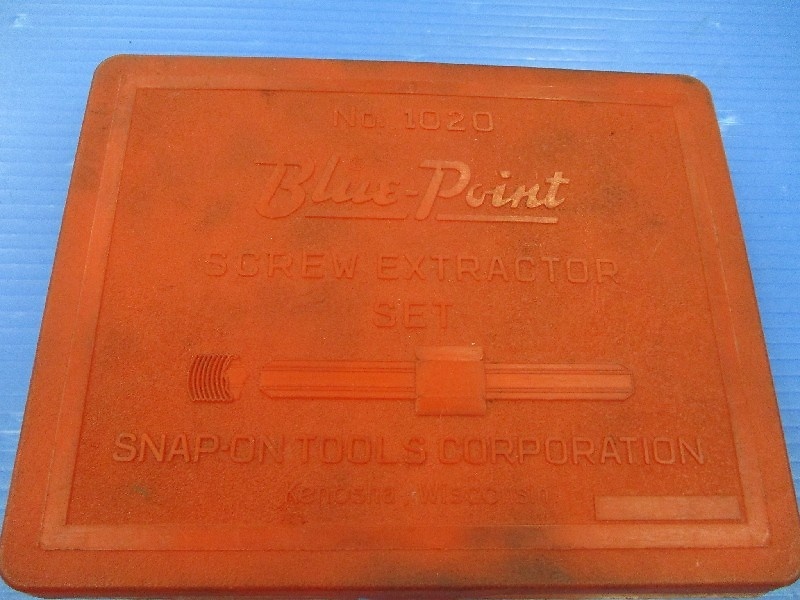 No. 1020
Blue-Point
SCREW EXTRACTOR
SET
SNAP-ON TOOLS CORPORATION
Kenosha, Wisconsin